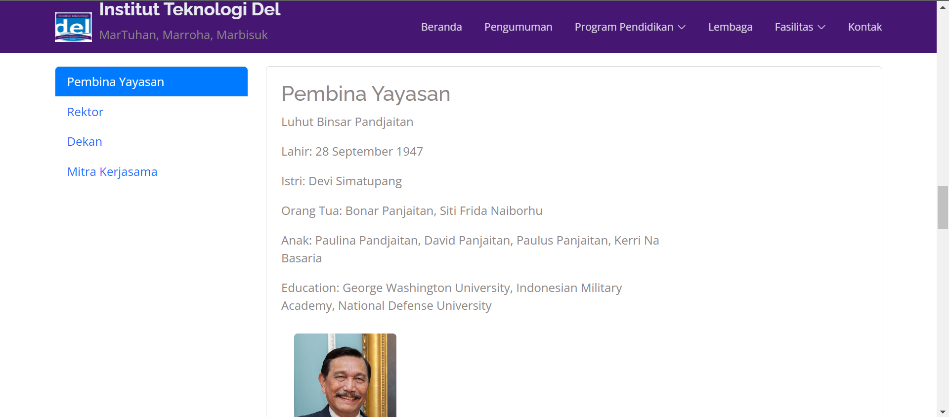 Institut Teknologi Del
del
MarTuhan, Marroha, Marbisuk
Beranda
Pengumuman
Program Pendidikan
Lembaga
Fasilitas
Kontak
Pembina Yayasan
Rektor
Dekan
Mitra Kerjasama
Pembina Yayasan
Luhut Binsar Pandjaitan
Lahir: 28 September 1947
Istri: Devi Simatupang
Orang Tua: Bonar Panjaitan, Siti Frida Naiborhu
Anak: Paulina Pandjaitan, David Panjaitan, Paulus Panjaitan, Kerri Na
Basaria
Education: George Washington University, Indonesian Military
Academy, National Defense University